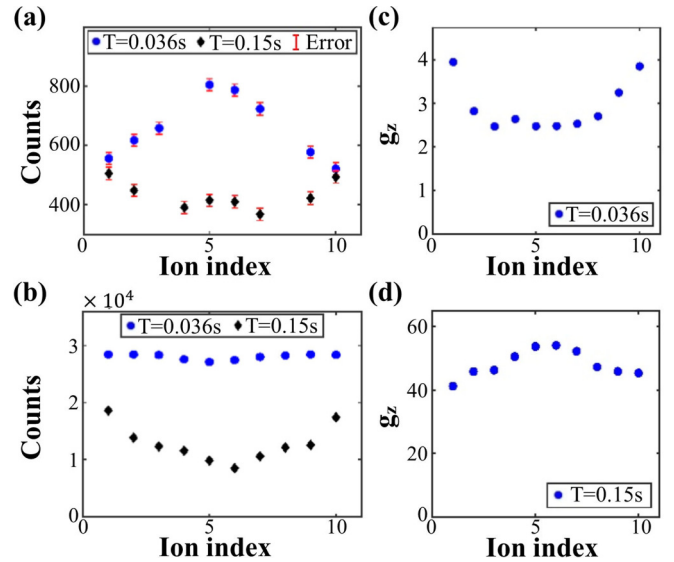 (a)
T=0.036s T=0.15s Error
800
600
400
0 5 10
Counts
Ion index
(b)
× 10⁴
T=0.036s T=0.15s
3
2
1
0
0 5 10
Counts
Ion index
(c)
4
3
2
1
0
0 5 10
g_z
T=0.036s
Ion index
(d)
60
40
20
0
0 5 10
g_z
T=0.15s
Ion index